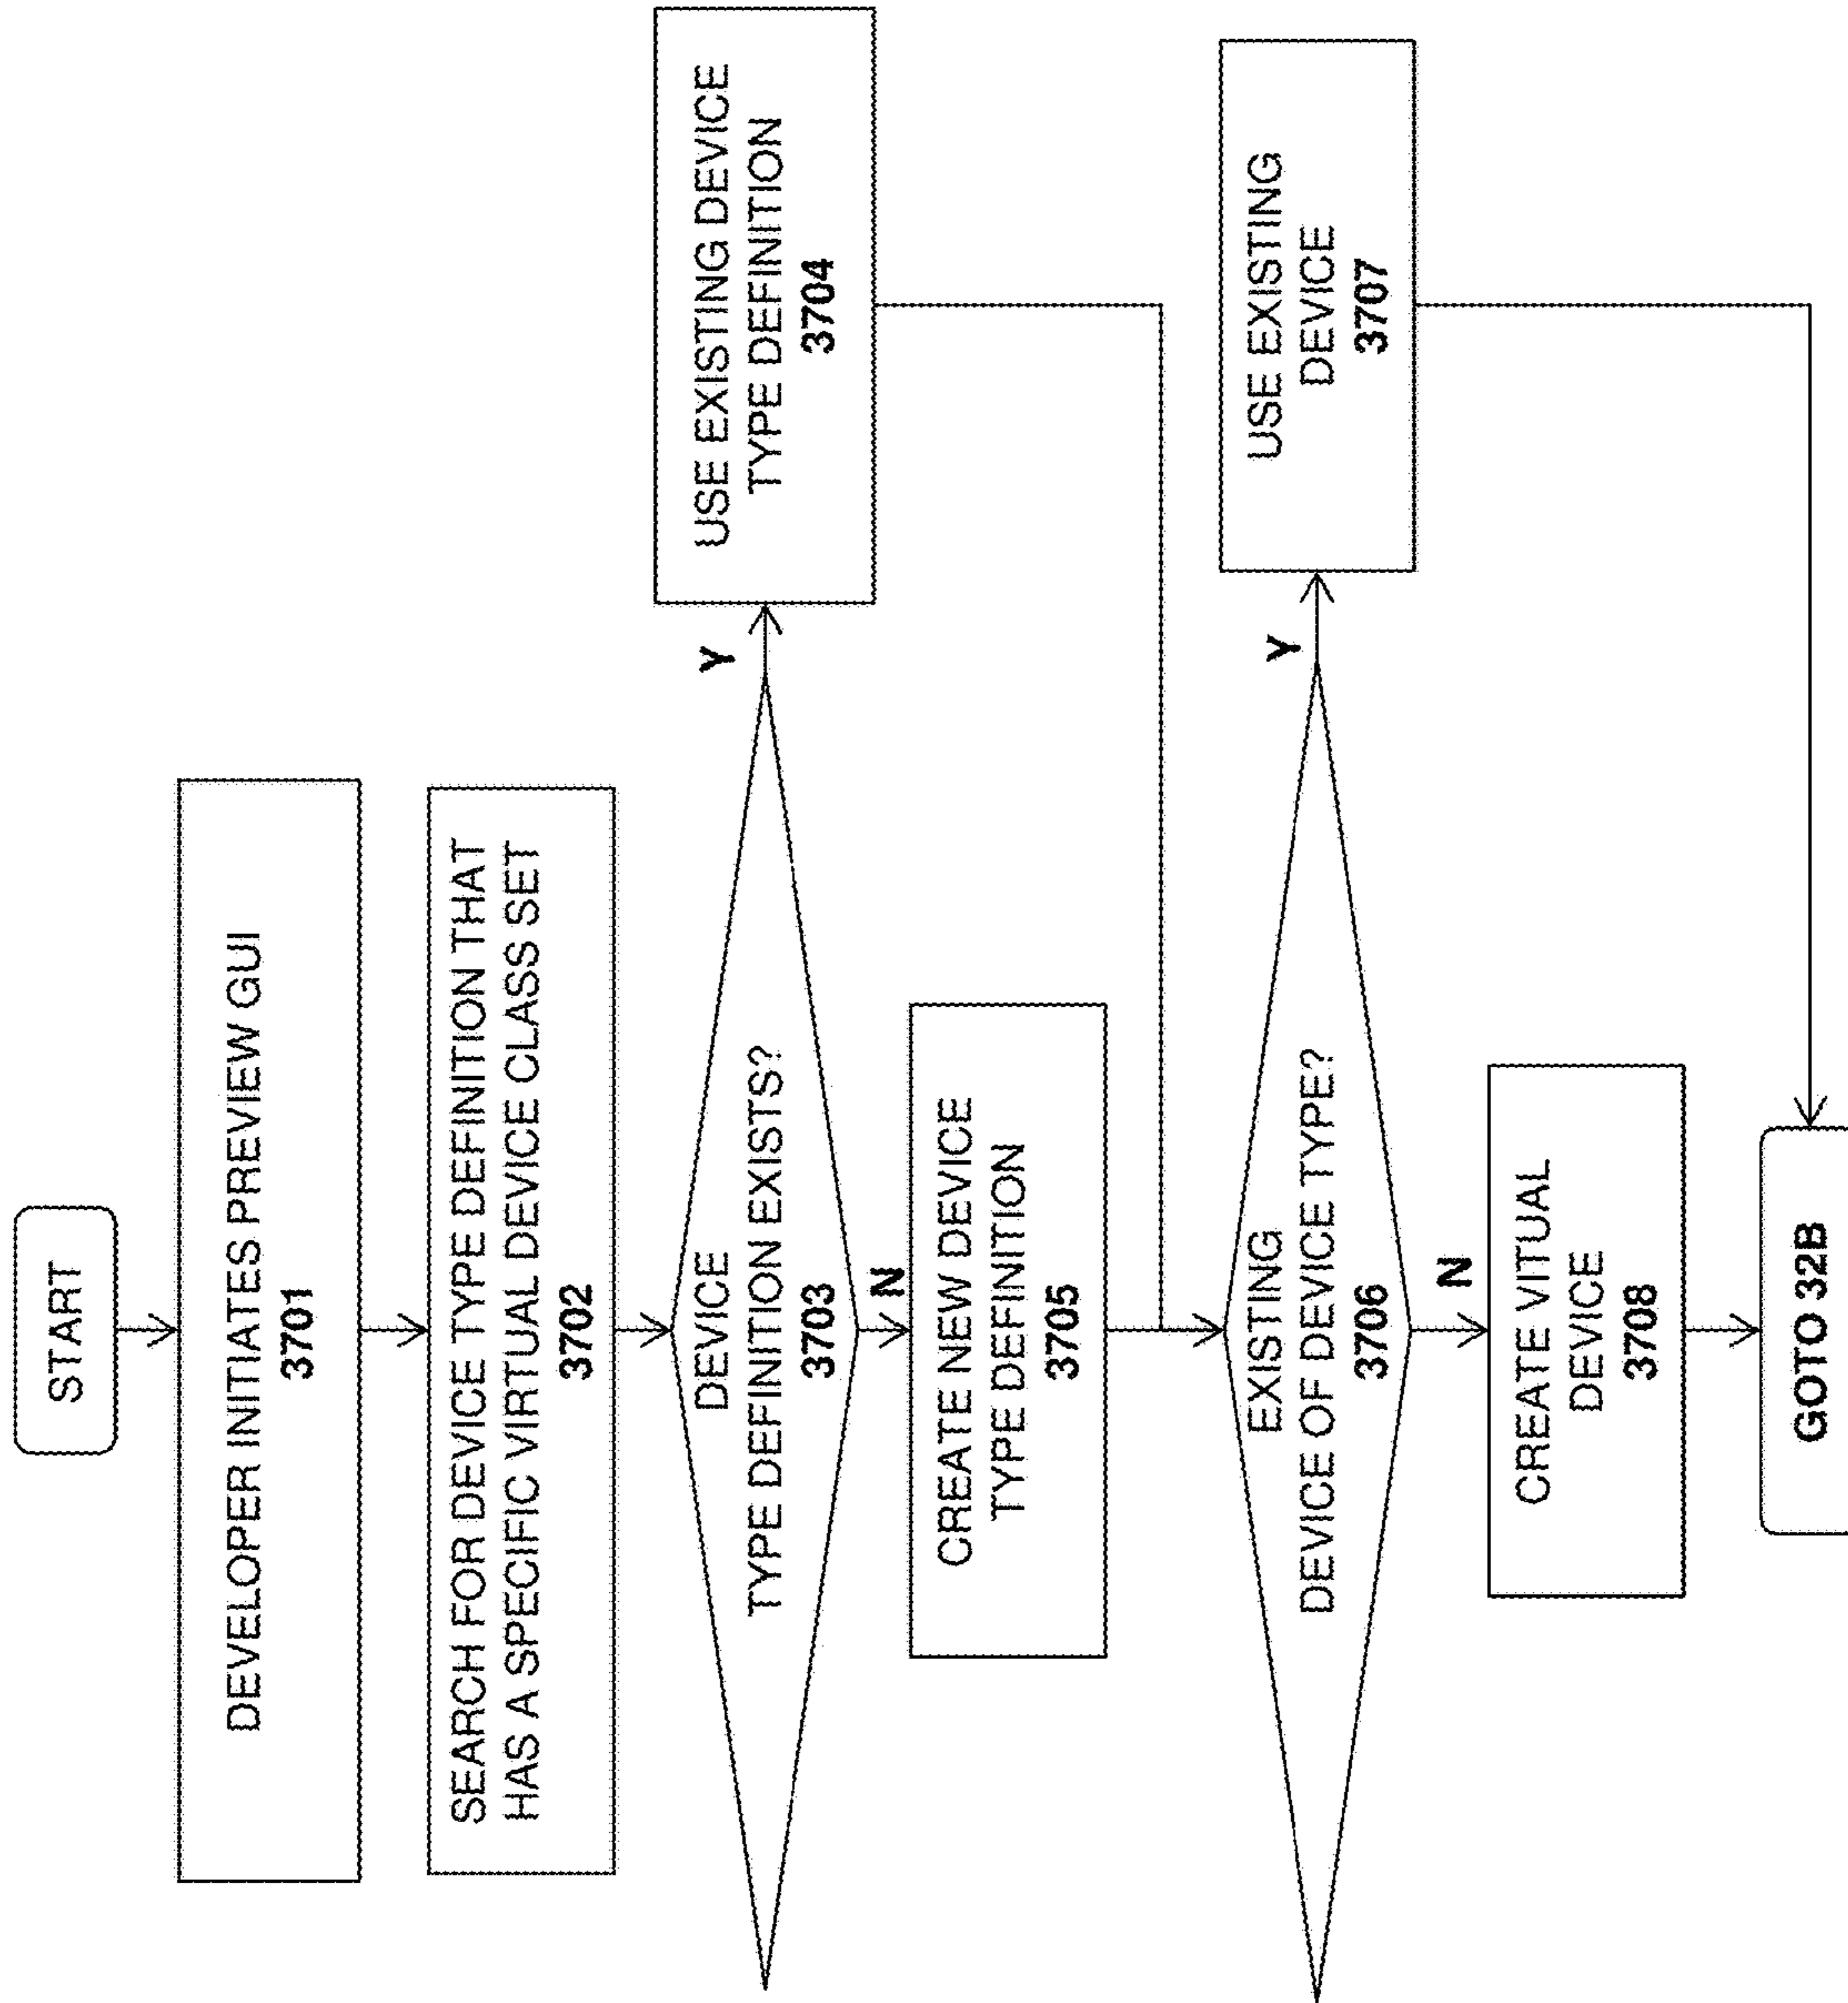 START
DEVELOPER INITIATES PREVIEW GUI
3701
SEARCH FOR DEVICE TYPE DEFINITION THAT
HAS A SPECIFIC VIRTUAL DEVICE CLASS SET
3702
DEVICE
TYPE DEFINITION EXISTS?
3703
Y
USE EXISTING DEVICE
TYPE DEFINITION
3704
N
CREATE NEW DEVICE
TYPE DEFINITION
3705
EXISTING
DEVICE OF DEVICE TYPE?
3706
Y
USE EXISTING
DEVICE
3707
N
CREATE VITUAL
DEVICE
3708
GOTO 32B